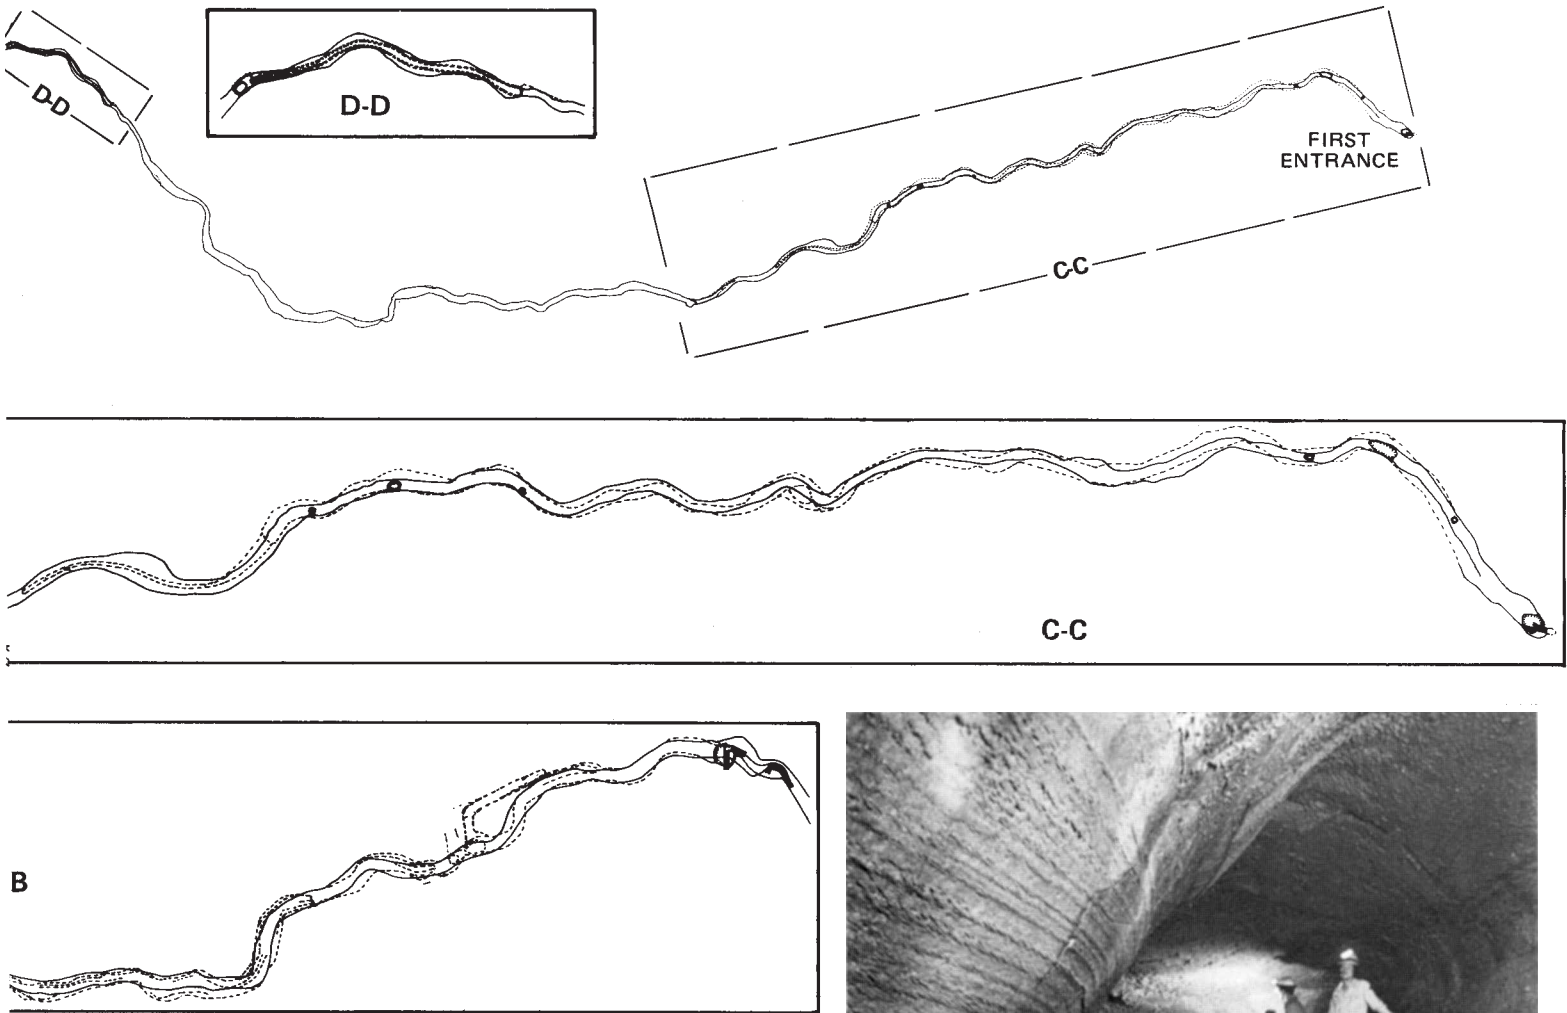 D-D
D-D
FIRST
ENTRANCE
C-C
C-C
B